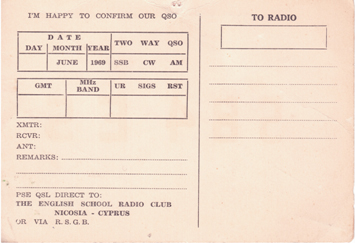 I'M HAPPY TO CONFIRM OUR QSO
DATE
DAY MONTH YEAR TWO WAY QSO
JUNE 1969 SSB CW AM
GMT MHz BAND UR SIGS RST
XMTR:
RCVR:
ANT:
REMARKS:
PSE QSL DIRECT TO:
THE ENGLISH SCHOOL RADIO CLUB
NICOSIA - CYPRUS
OR VIA R. S. G. B.
TO RADIO